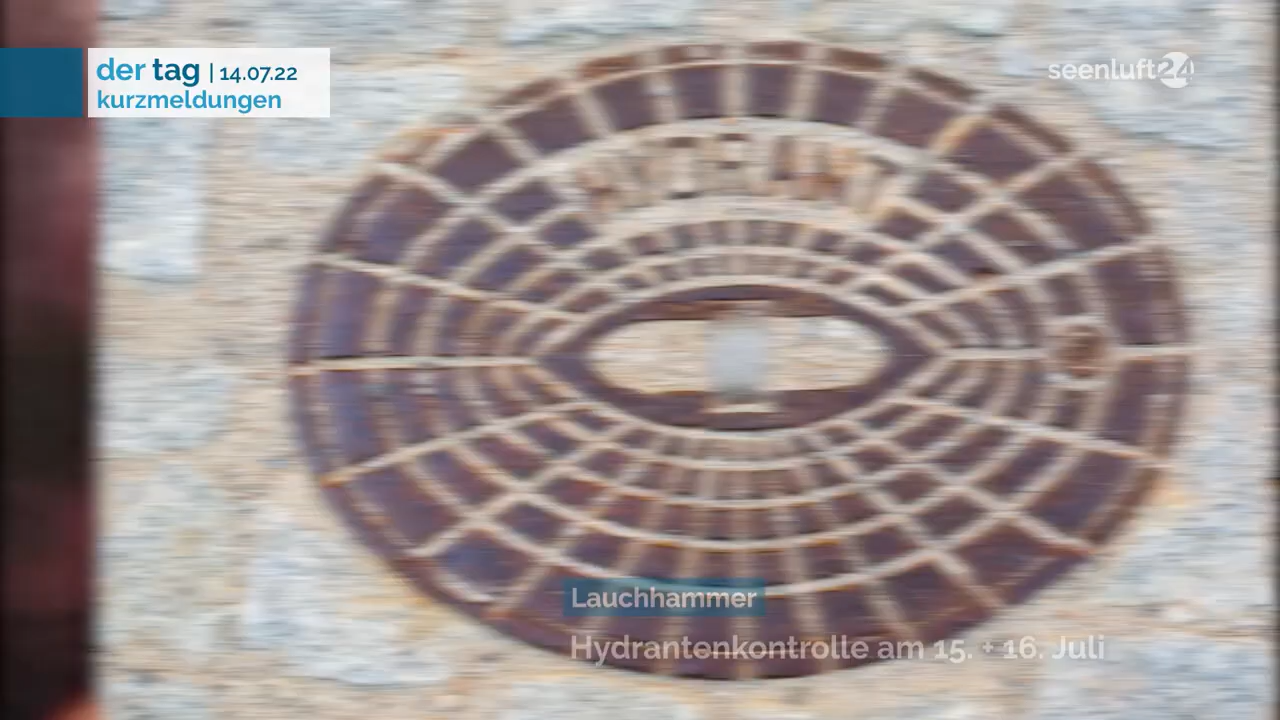 der tag | 14.07.22
kurzmeldungen
seenluft24
Lauchhammer
Hydrantenkontrolle am 15. + 16. Juli